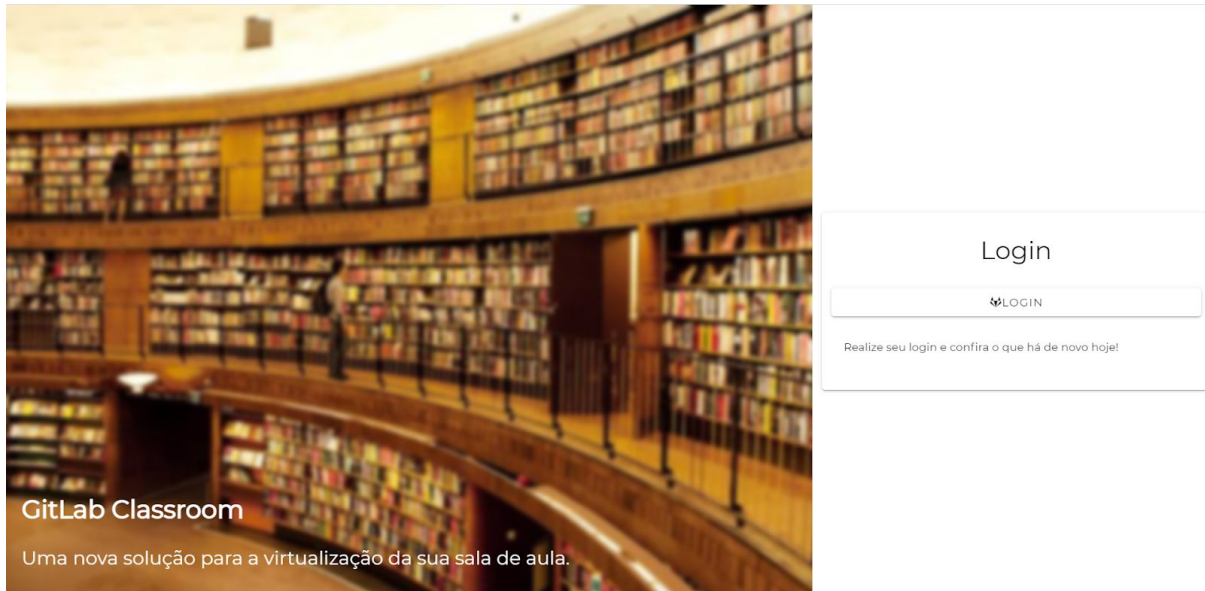 GitLab Classroom
Uma nova solução para a virtualização da sua sala de aula.
Login
LOGIN
Realize seu login e confira o que há de novo hoje!